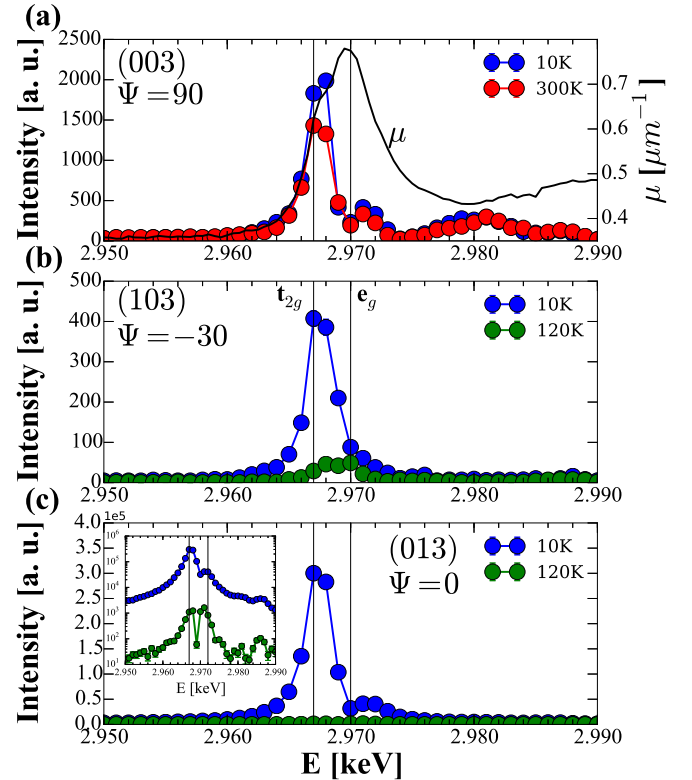 (a)
2500
2000
1500
1000
500
0
Intensity [a. u.]
(003)
Ψ = 90
10K
300K
μ
0.7
0.6
0.5
0.4
μ [μm⁻¹]
2.950 2.960 2.970 2.980 2.990
(b)
500
400
300
200
100
0
Intensity [a. u.]
(103)
Ψ = −30
t₂g
e_g
10K
120K
2.950 2.960 2.970 2.980 2.990
(c)
1e5
4.0
3.5
3.0
2.5
2.0
1.5
1.0
0.5
0.0
Intensity [a. u.]
10⁶
10⁵
10⁴
10³
10²
10¹
2.950 2.960 2.970 2.980 2.990
E [keV]
(013)
Ψ = 0
10K
120K
2.950 2.960 2.970 2.980 2.990
E [keV]